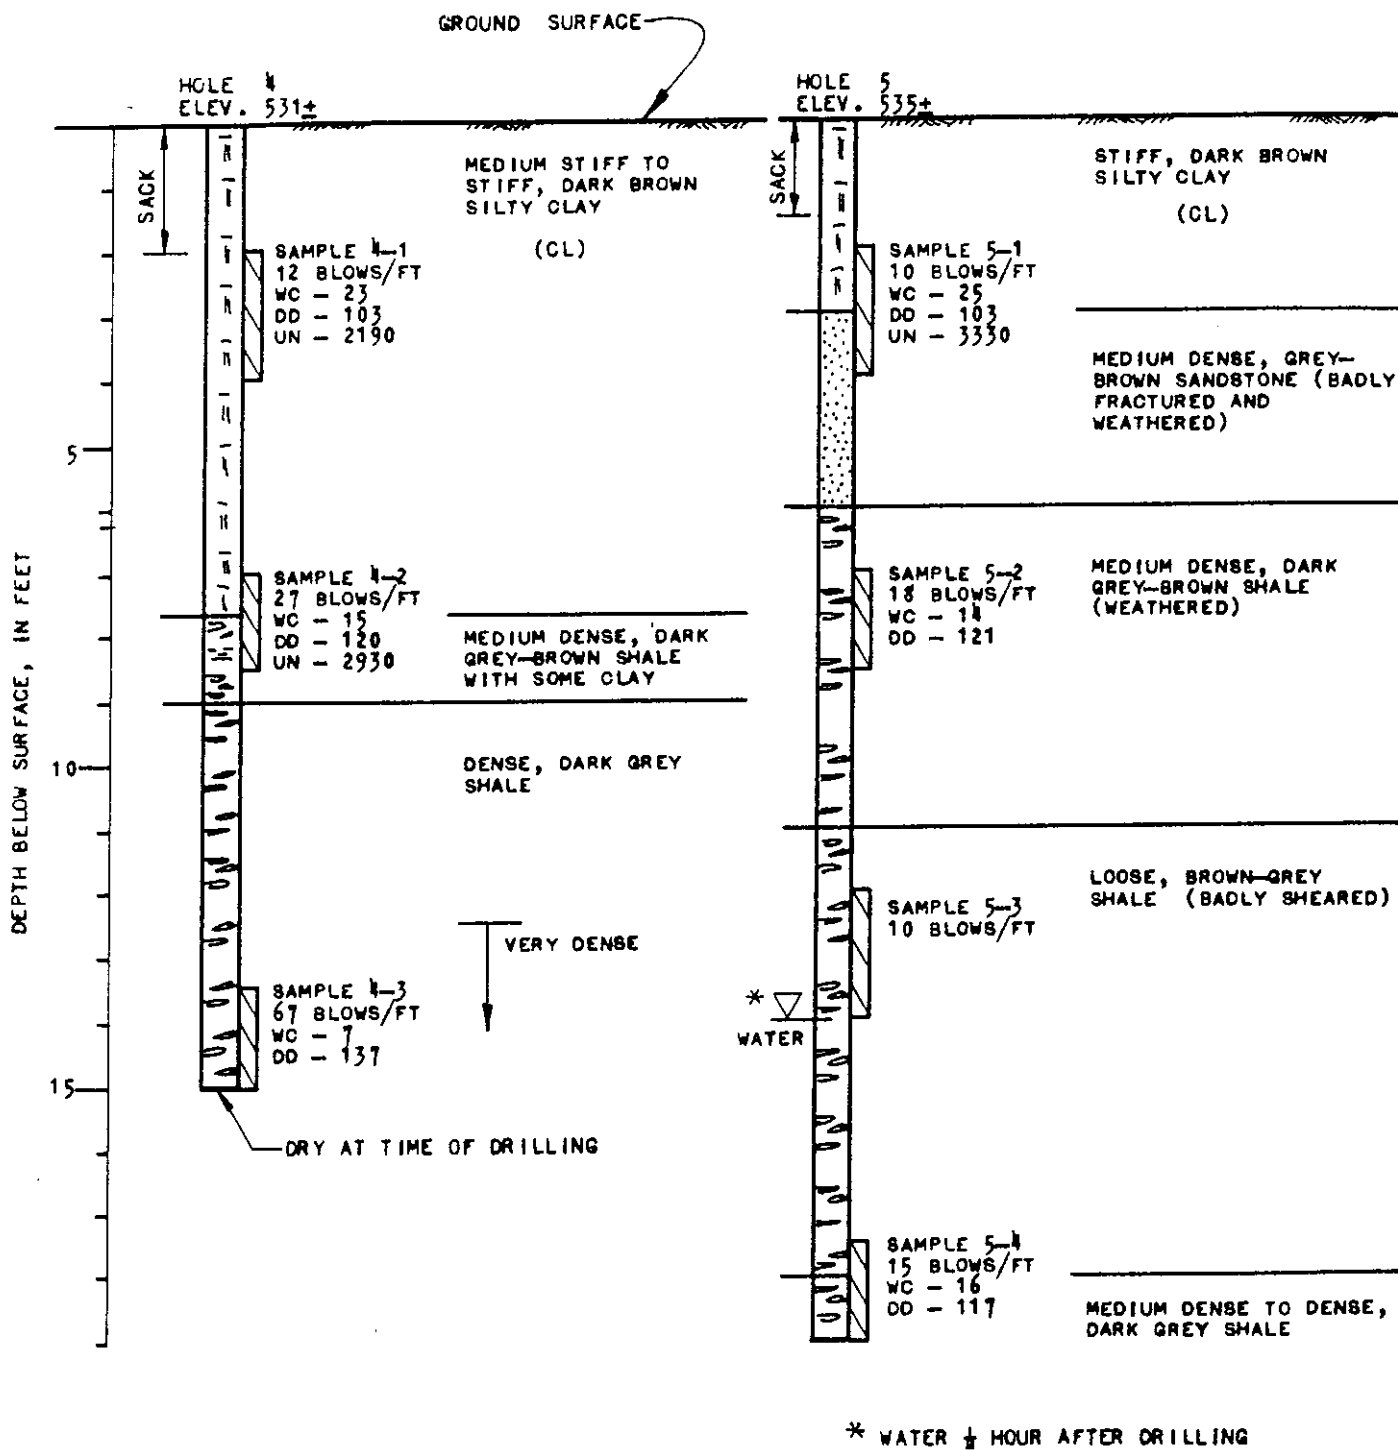 GROUND SURFACE
HOLE 4
ELEV. 531±
SACK
MEDIUM STIFF TO
STIFF, DARK BROWN
SILTY CLAY
(CL)
SAMPLE 4-1
12 BLOWS/FT
WC - 23
DD - 103
UN - 2190
SAMPLE 4-2
27 BLOWS/FT
WC - 15
DD - 120
UN - 2930
MEDIUM DENSE, DARK
GREY-BROWN SHALE
WITH SOME CLAY
DENSE, DARK GREY
SHALE
VERY DENSE
SAMPLE 4-3
67 BLOWS/FT
WC - 7
DD - 137
DRY AT TIME OF DRILLING
DEPTH BELOW SURFACE, IN FEET
5
10
15
HOLE 5
ELEV. 535±
SACK
STIFF, DARK BROWN
SILTY CLAY
(CL)
SAMPLE 5-1
10 BLOWS/FT
WC - 25
DD - 103
UN - 3330
MEDIUM DENSE, GREY-
BROWN SANDSTONE (BADLY
FRACTURED AND
WEATHERED)
SAMPLE 5-2
18 BLOWS/FT
WC - 14
DD - 121
MEDIUM DENSE, DARK
GREY-BROWN SHALE
(WEATHERED)
LOOSE, BROWN-GREY
SHALE (BADLY SHEARED)
SAMPLE 5-3
10 BLOWS/FT
*
WATER
SAMPLE 5-4
15 BLOWS/FT
WC - 16
DD - 117
MEDIUM DENSE TO DENSE,
DARK GREY SHALE
* WATER ½ HOUR AFTER DRILLING